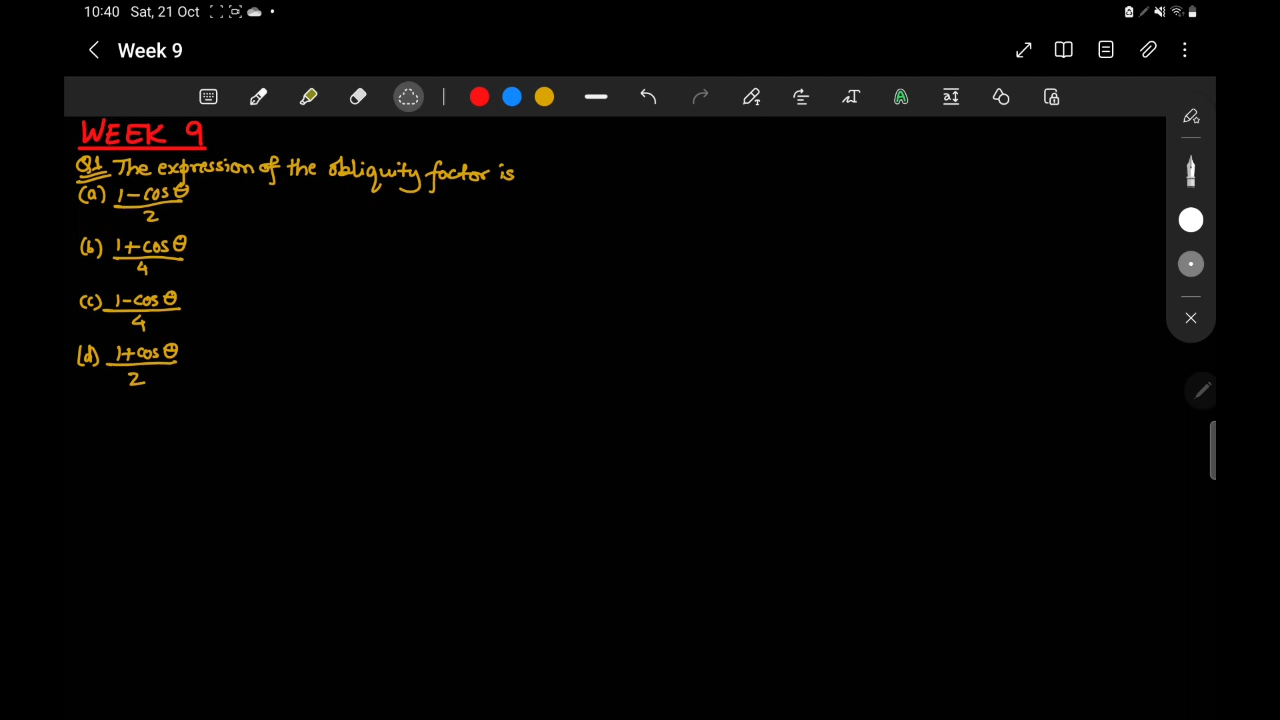 10:40 Sat, 21 Oct
Week 9
WEEK 9
Q1 The expression of the obliquity factor is
(a) 1-cosθ
2
(b) 1+cosθ
4
(c) 1-cosθ
4
(d) 1+cosθ
2